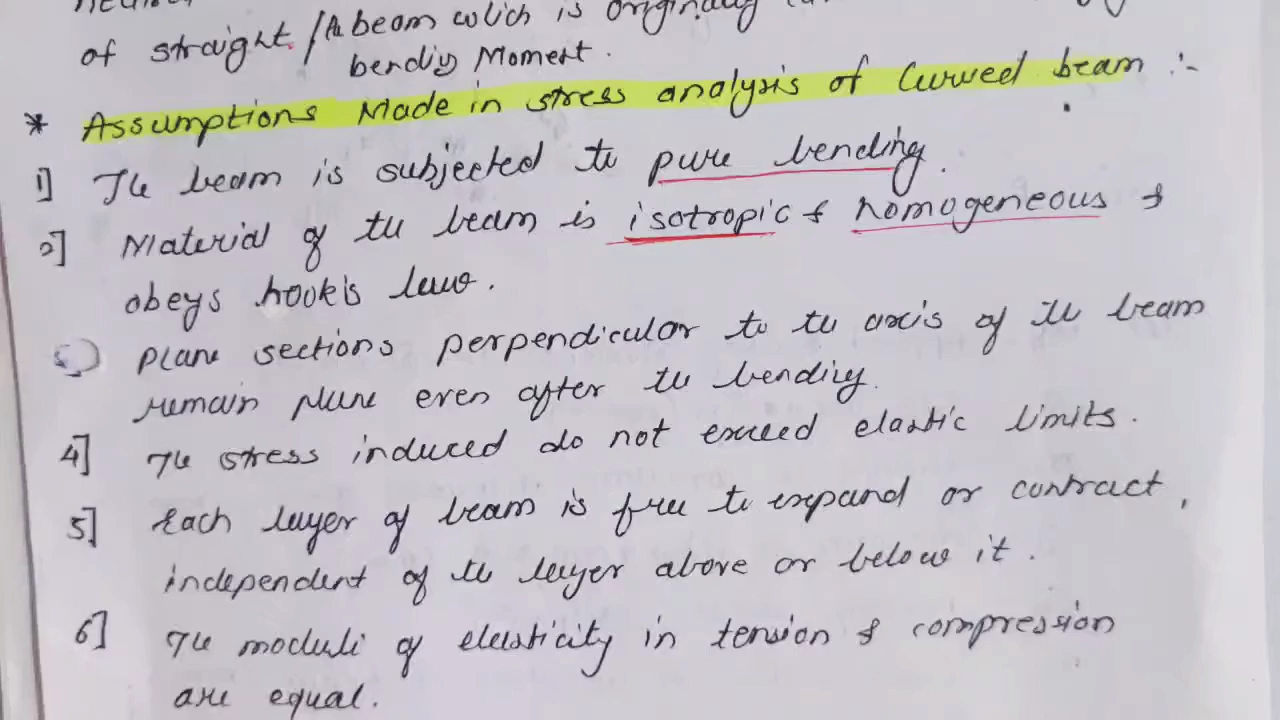 of straight / the beam which is originally
bending Moment.
* Assumptions Made in stress analysis of Curved beam :-
1] The beam is subjected to pure bending.
2] Material of the beam is isotropic & homogeneous &
obeys hook's law.
plane sections perpendicular to the axis of the beam
remain plane even after the bending.
4] The stress induced do not exceed elastic limits.
5] Each layer of beam is free to expand or contract,
independent of the layer above or below it.
6] The moduli of elasticity in tension & compression
are equal.